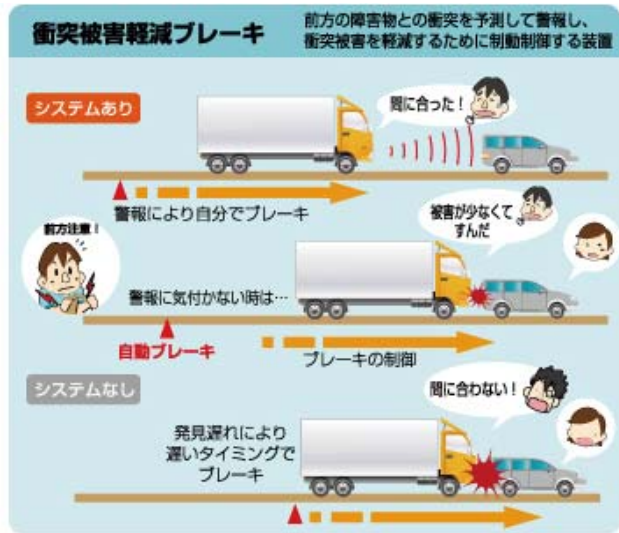 衝突被害軽減ブレーキ
前方の障害物との衝突を予測して警報し、
衝突被害を軽減するために制動制御する装置
システムあり
間に合った！
警報により自分でブレーキ
前方注意！
被害が少なくて
すんだ
警報に気付かない時は…
自動ブレーキ
ブレーキの制御
システムなし
間に合わない！
発見遅れにより
遅いタイミングで
ブレーキ